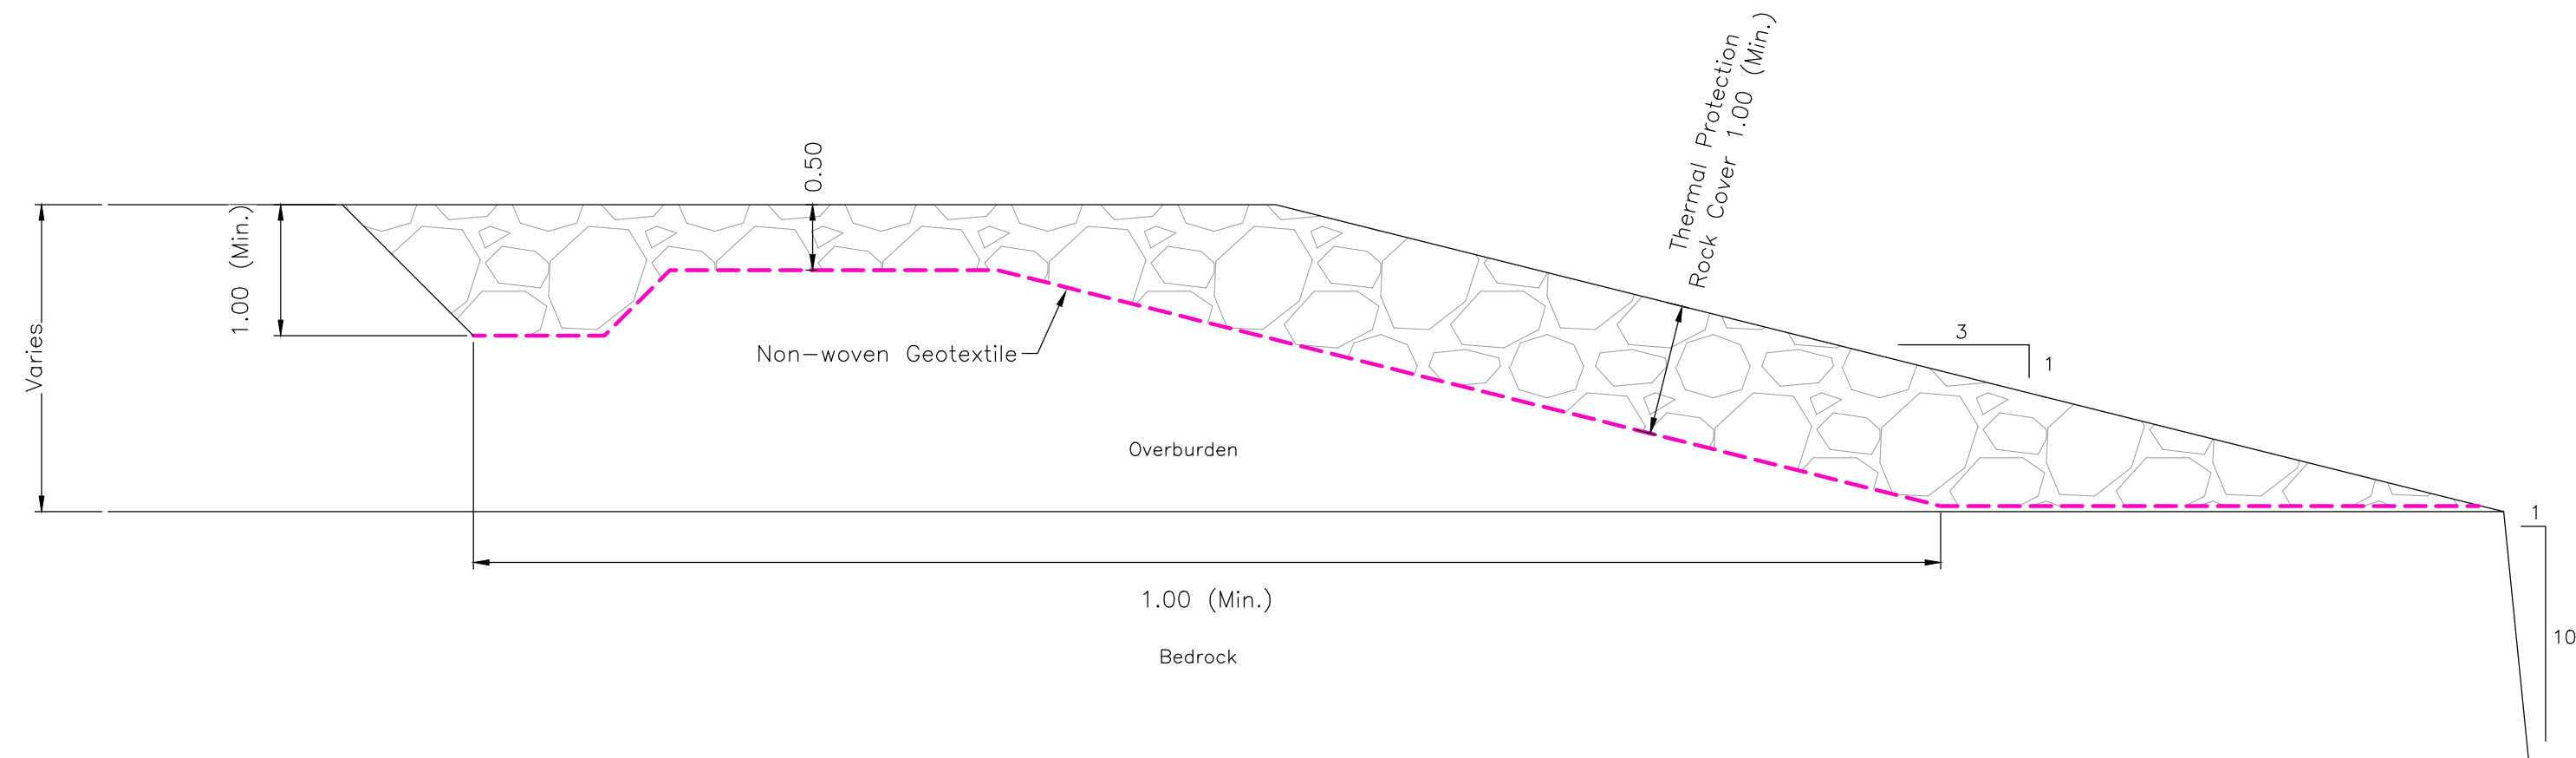 Thermal Protection
Rock Cover 1.00 (Min.)
0.50
1.00 (Min.)
Varies
3
1
Non-woven Geotextile
Overburden
1
1.00 (Min.)
10
Bedrock